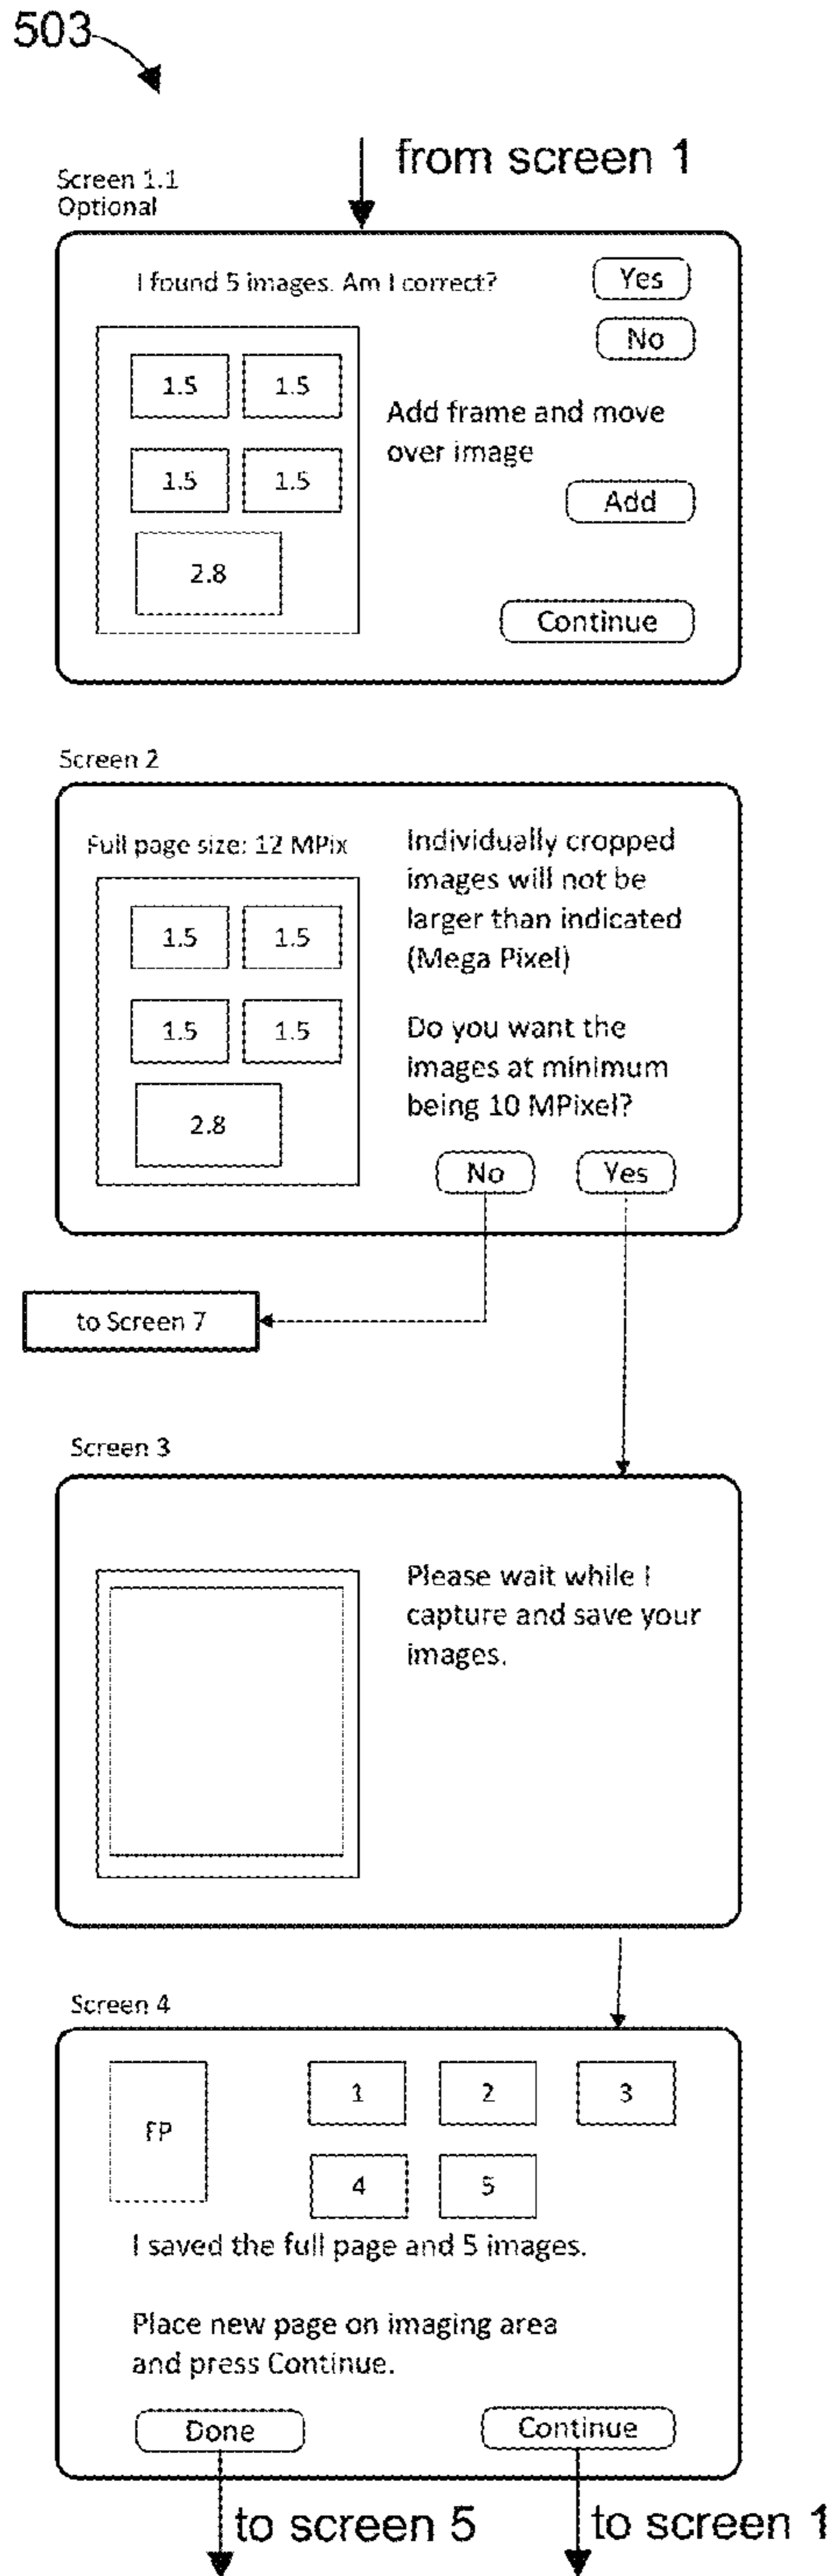 503
from screen 1
Screen 1.1
Optional
I found 5 images. Am I correct?
Yes
No
1.5 1.5
Add frame and move
over image
1.5 1.5
Add
2.8
Continue
Screen 2
Full page size: 12 MPix
Individually cropped
images will not be
larger than indicated
(Mega Pixel)
1.5 1.5
1.5 1.5
2.8
Do you want the
images at minimum
being 10 MPixel?
No Yes
to Screen 7
Screen 3
Please wait while I
capture and save your
images.
Screen 4
FP
1 2 3
4 5
I saved the full page and 5 images.
Place new page on imaging area
and press Continue.
Done Continue
to screen 5 to screen 1